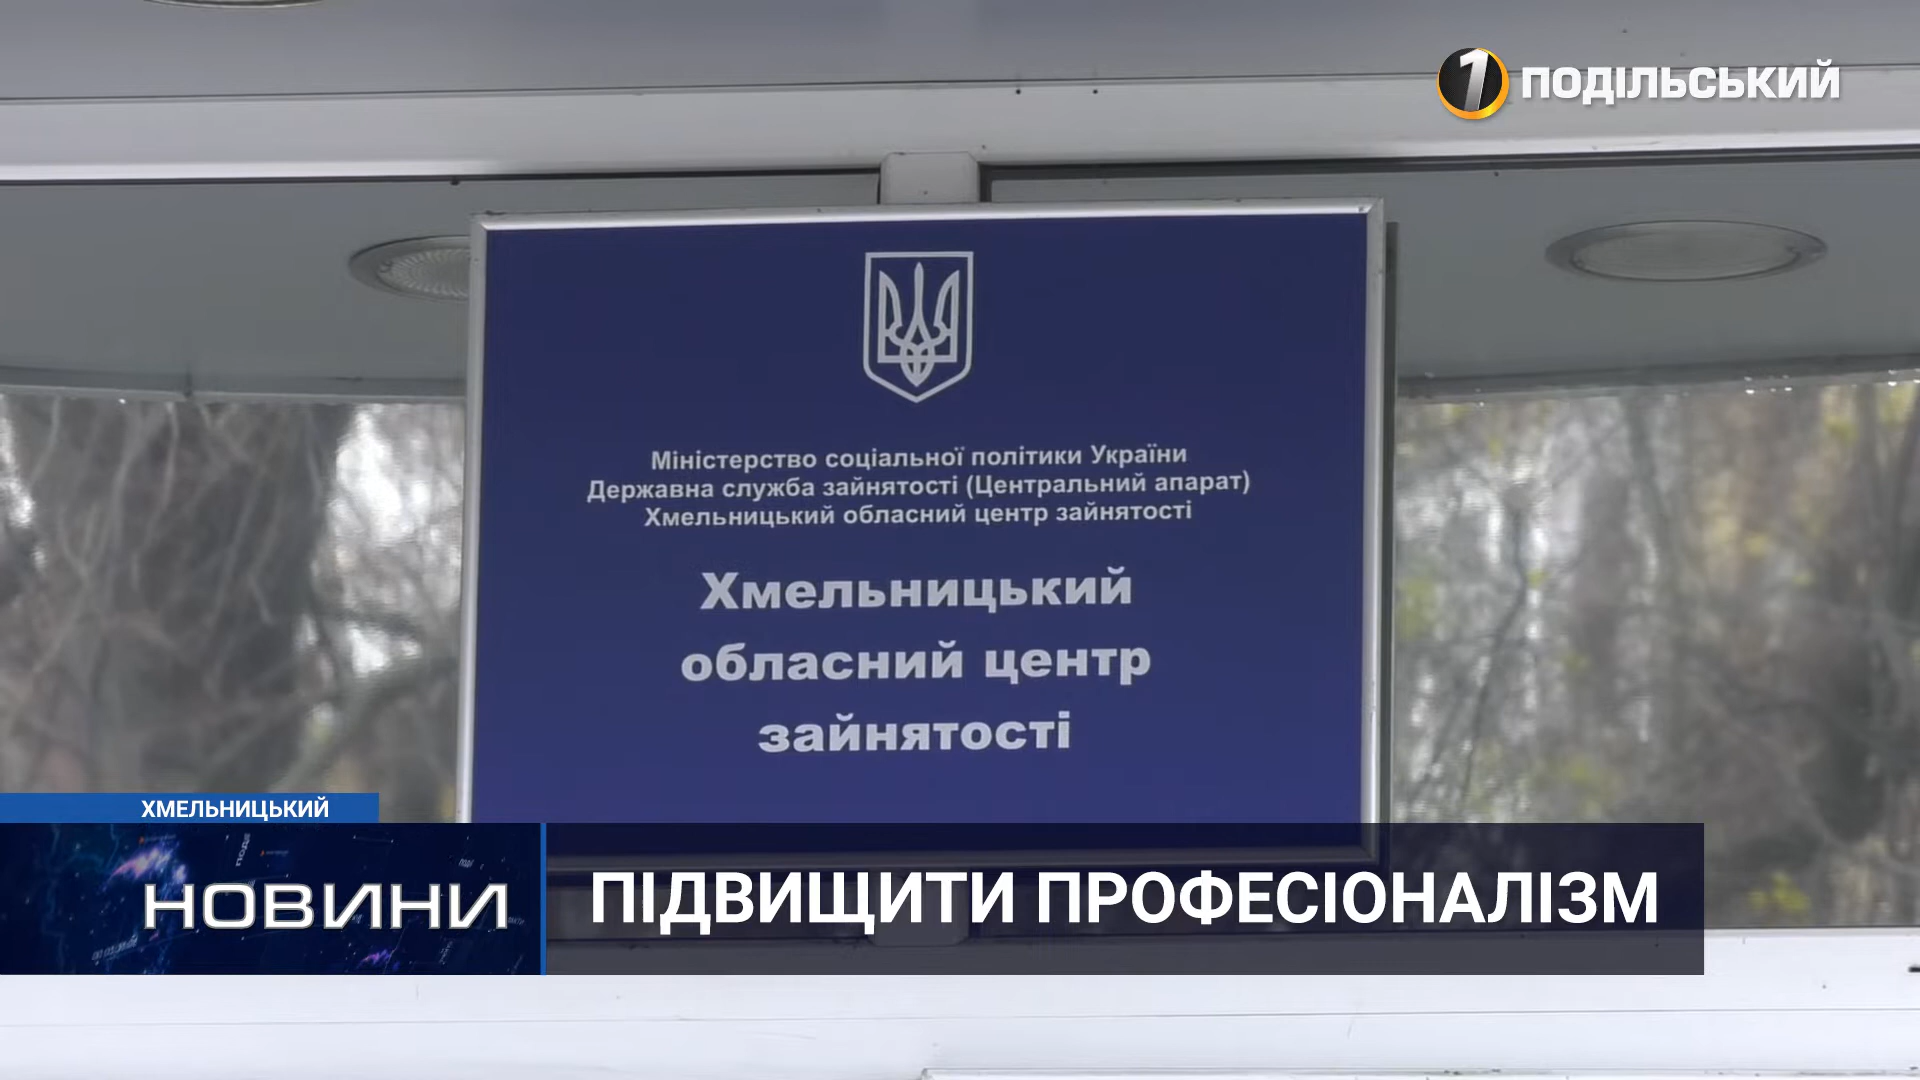 1 ПОДІЛЬСЬКИЙ
Міністерство соціальної політики України
Державна служба зайнятості (Центральний апарат)
Хмельницький обласний центр зайнятості
Хмельницький
обласний центр
зайнятості
ХМЕЛЬНИЦЬКИЙ
НОВИНИ
ПІДВИЩИТИ ПРОФЕСІОНАЛІЗМ